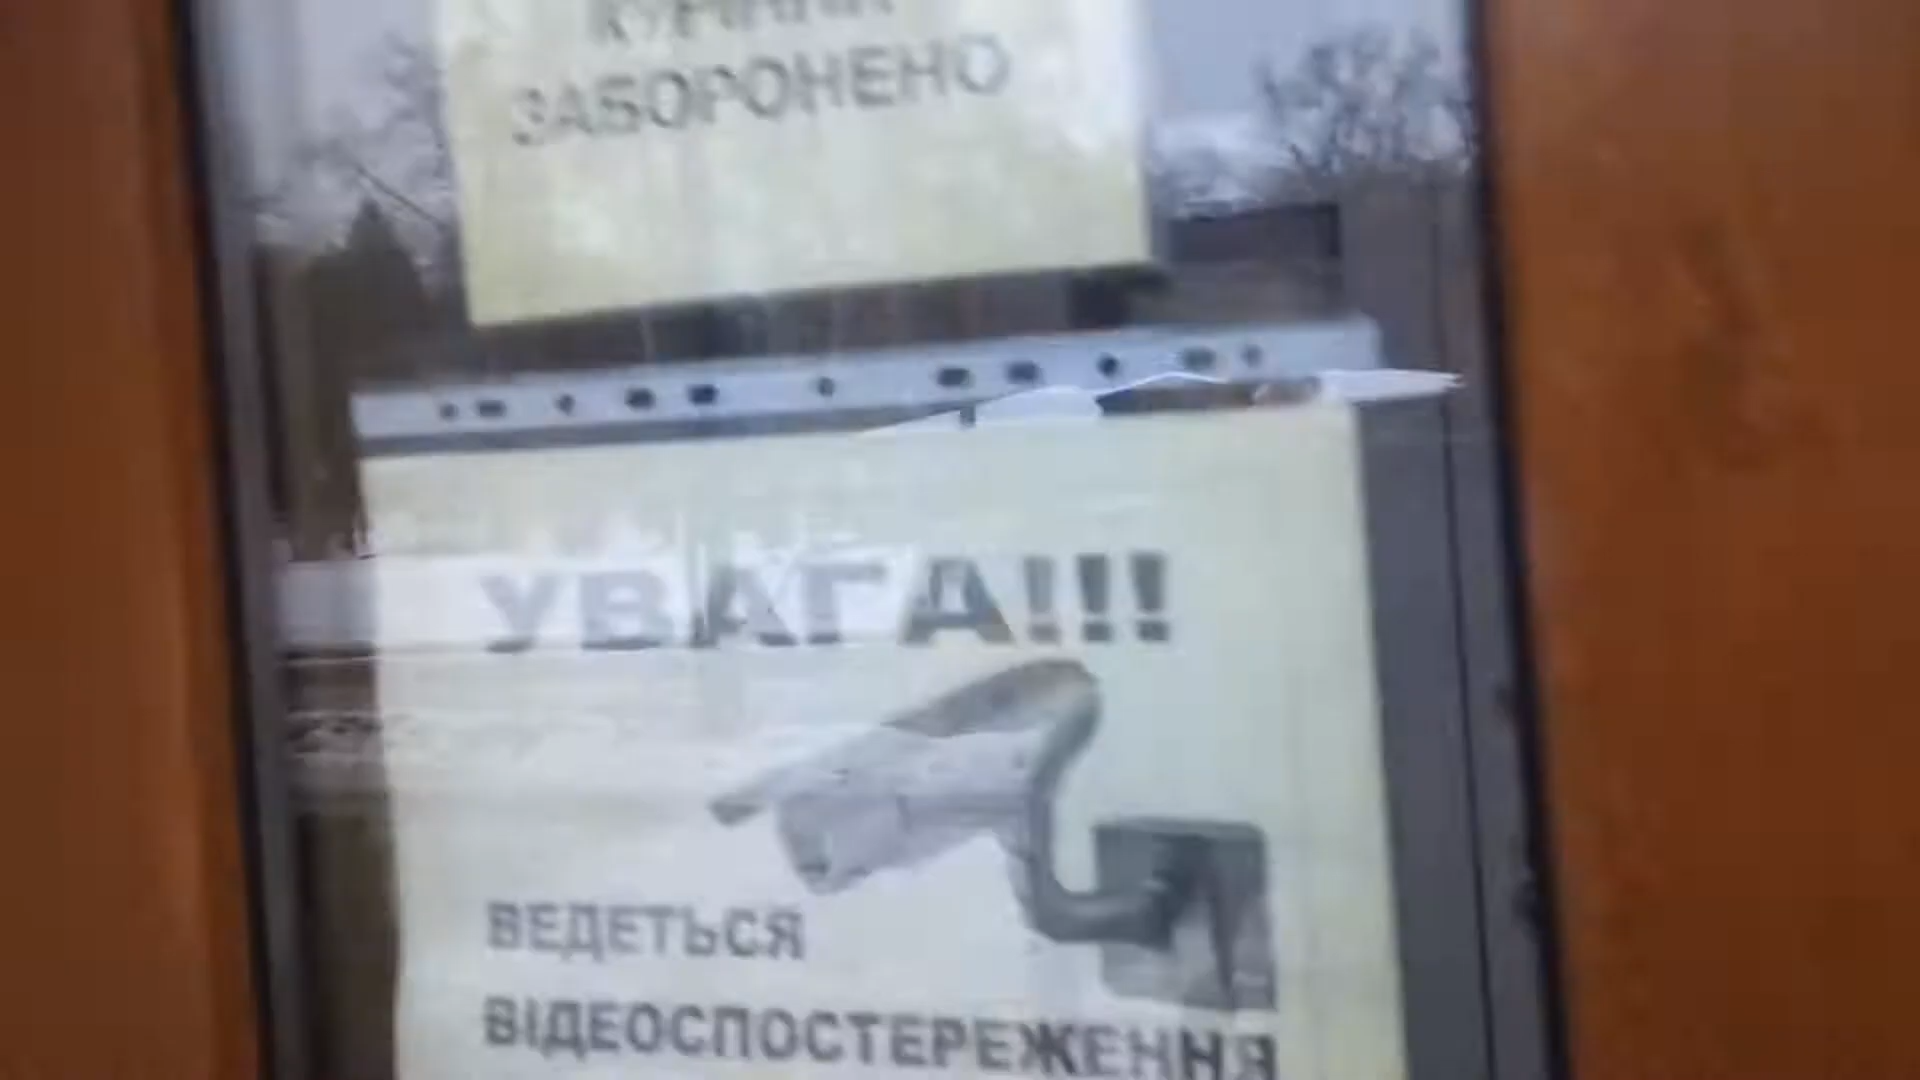 ЗАБОРОНЕНО
УВАГА!!!
ВЕДЕТЬСЯ
ВІДЕОСПОСТЕРЕЖЕННЯ